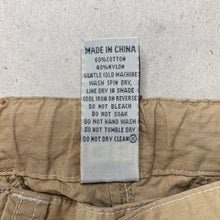 MADE IN CHINA
60%COTTON
40%NYLON
GENTLE COLD MACHINE
WASH SPIN DRY,
LINE DRY IN SHADE
COOL IRON ON REVERSE
DO NOT BLEACH
DO NOT SOAK
DO NOT HAND WASH
DO NOT TUMBLE DRY
DO NOT DRY CLEAN